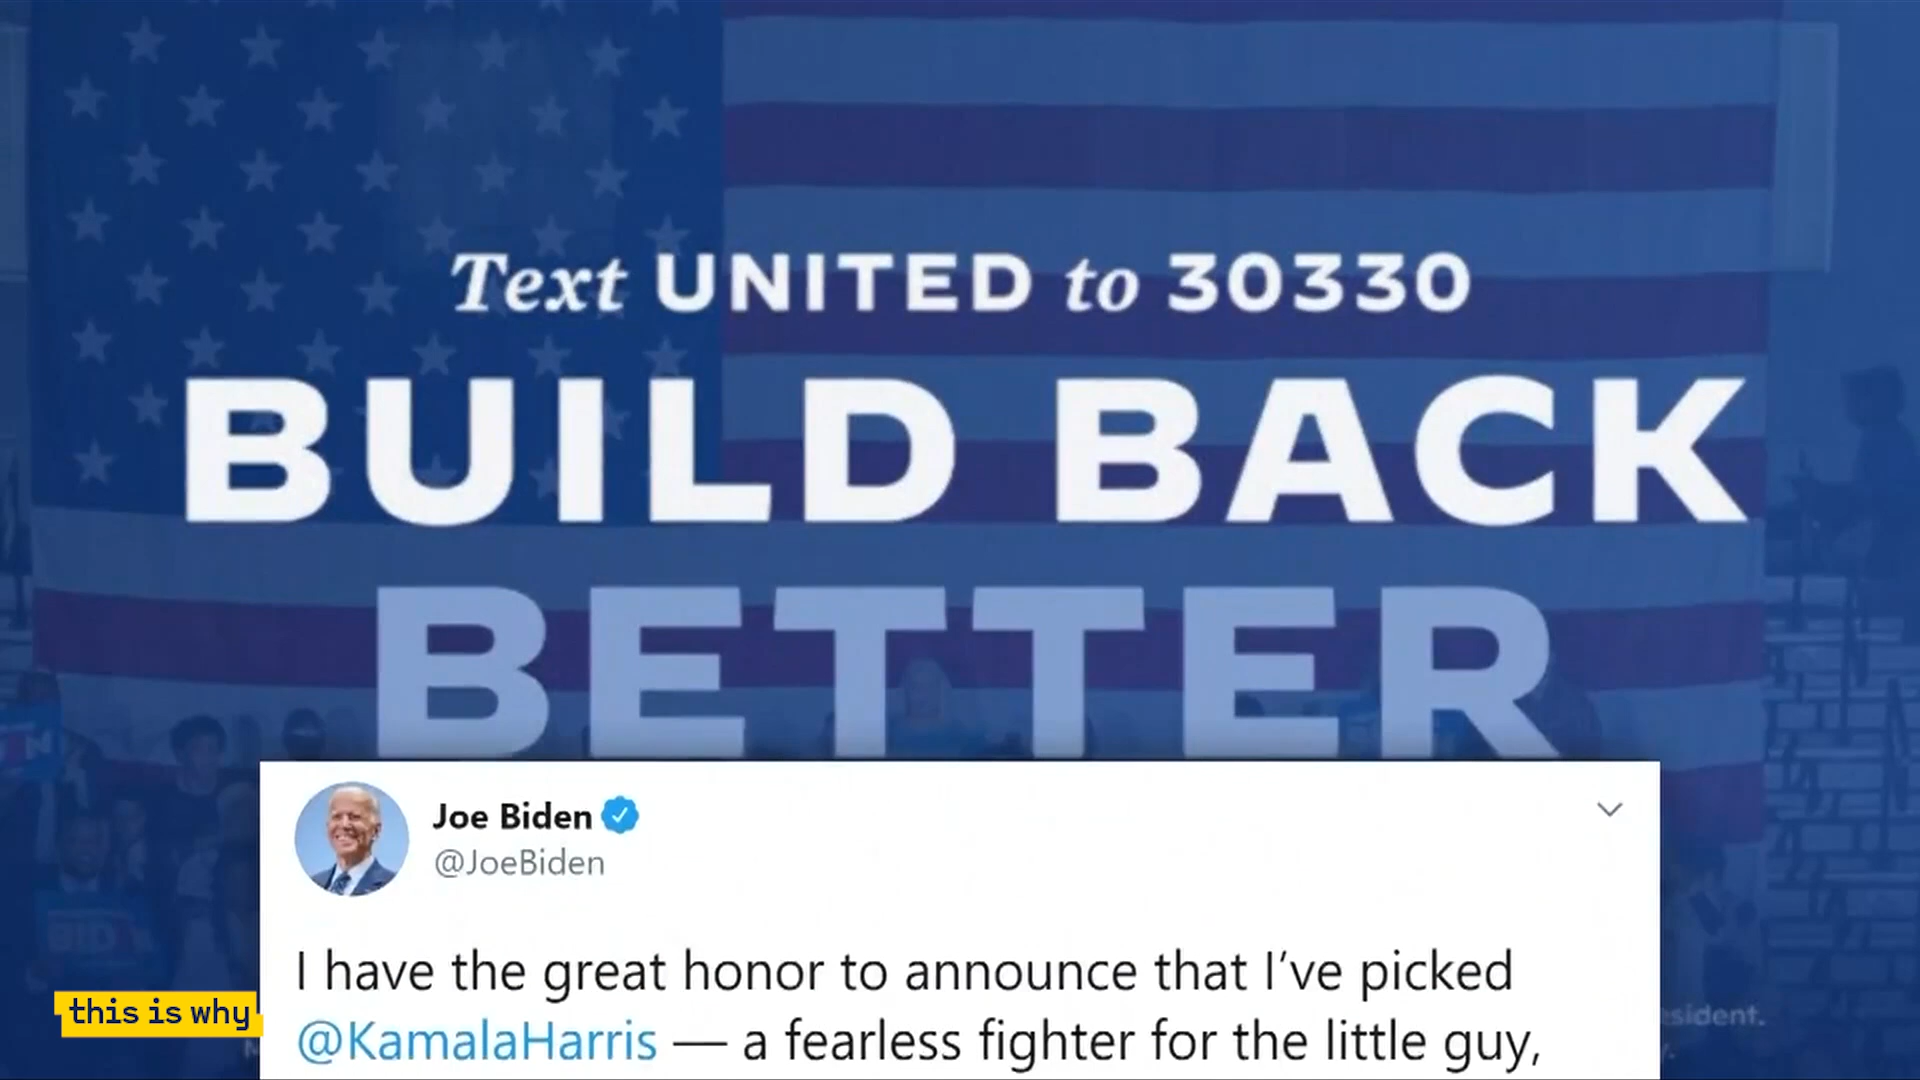 Text UNITED to 30330
BUILD BACK
BETTER
Joe Biden
@JoeBiden
I have the great honor to announce that I've picked
@KamalaHarris — a fearless fighter for the little guy,
this is why